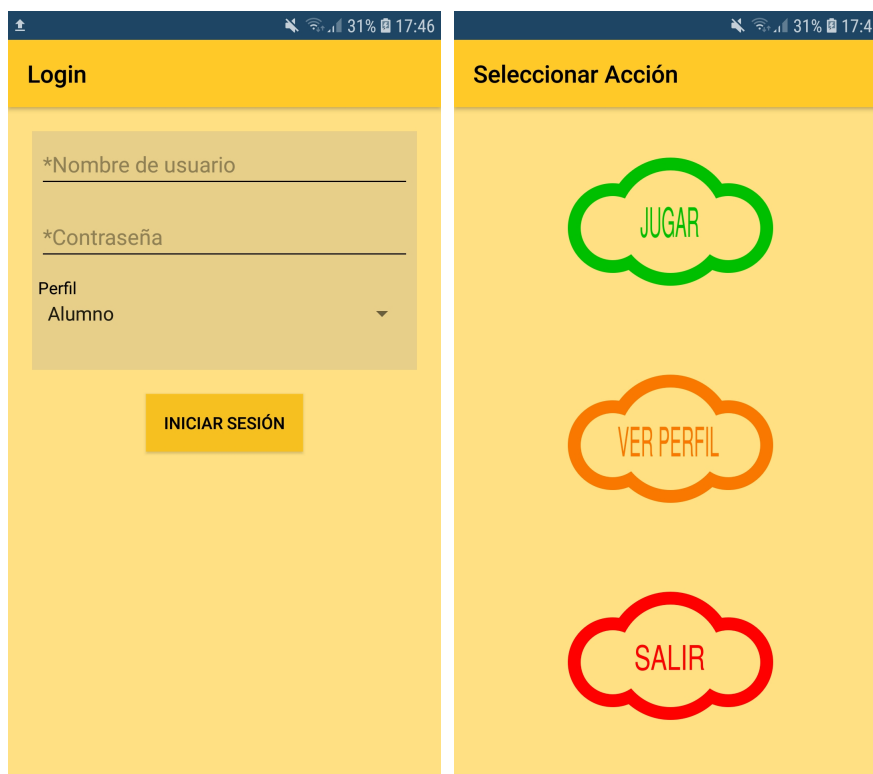 31% 17:46
Login
*Nombre de usuario
*Contraseña
Perfil
Alumno
INICIAR SESIÓN
31% 17:4
Seleccionar Acción
JUGAR
VER PERFIL
SALIR